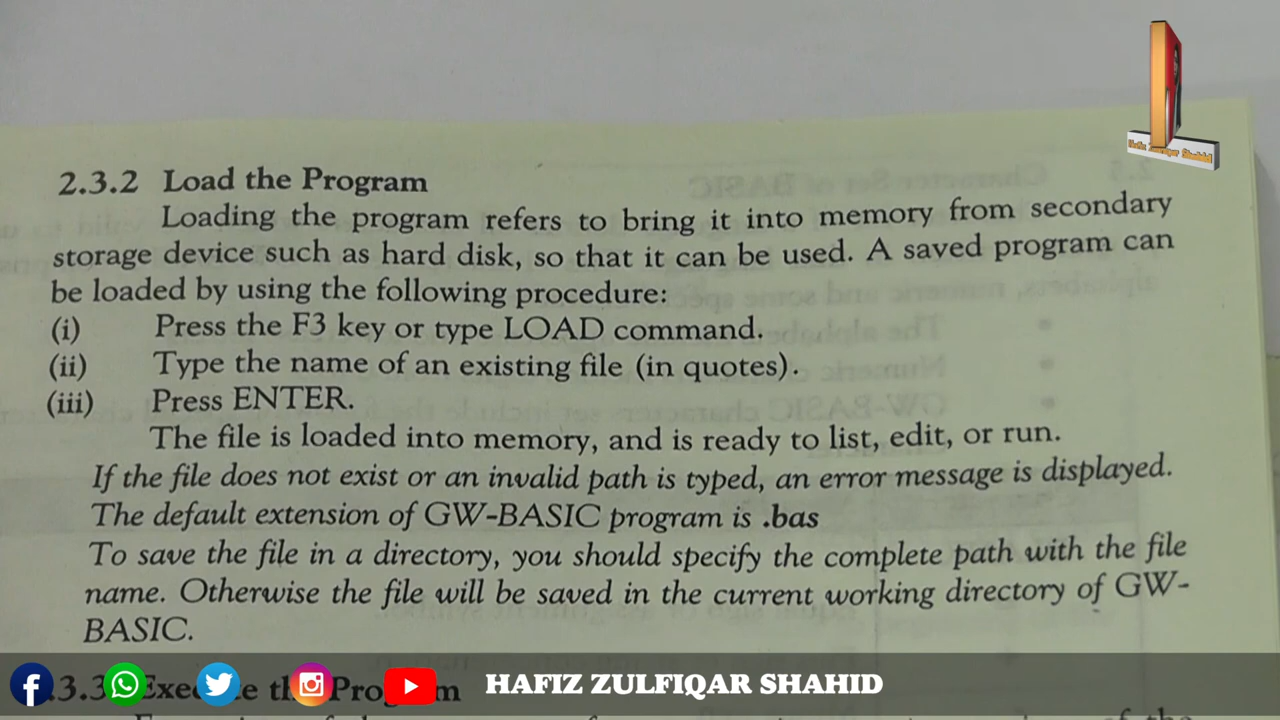 2.3.2 Load the Program
Loading the program refers to bring it into memory from secondary
storage device such as hard disk, so that it can be used. A saved program can
be loaded by using the following procedure:
(i) Press the F3 key or type LOAD command.
(ii) Type the name of an existing file (in quotes).
(iii) Press ENTER.
The file is loaded into memory, and is ready to list, edit, or run.
If the file does not exist or an invalid path is typed, an error message is displayed.
The default extension of GW-BASIC program is .bas
To save the file in a directory, you should specify the complete path with the file
name. Otherwise the file will be saved in the current working directory of GW-
BASIC.
HAFIZ ZULFIQAR SHAHID